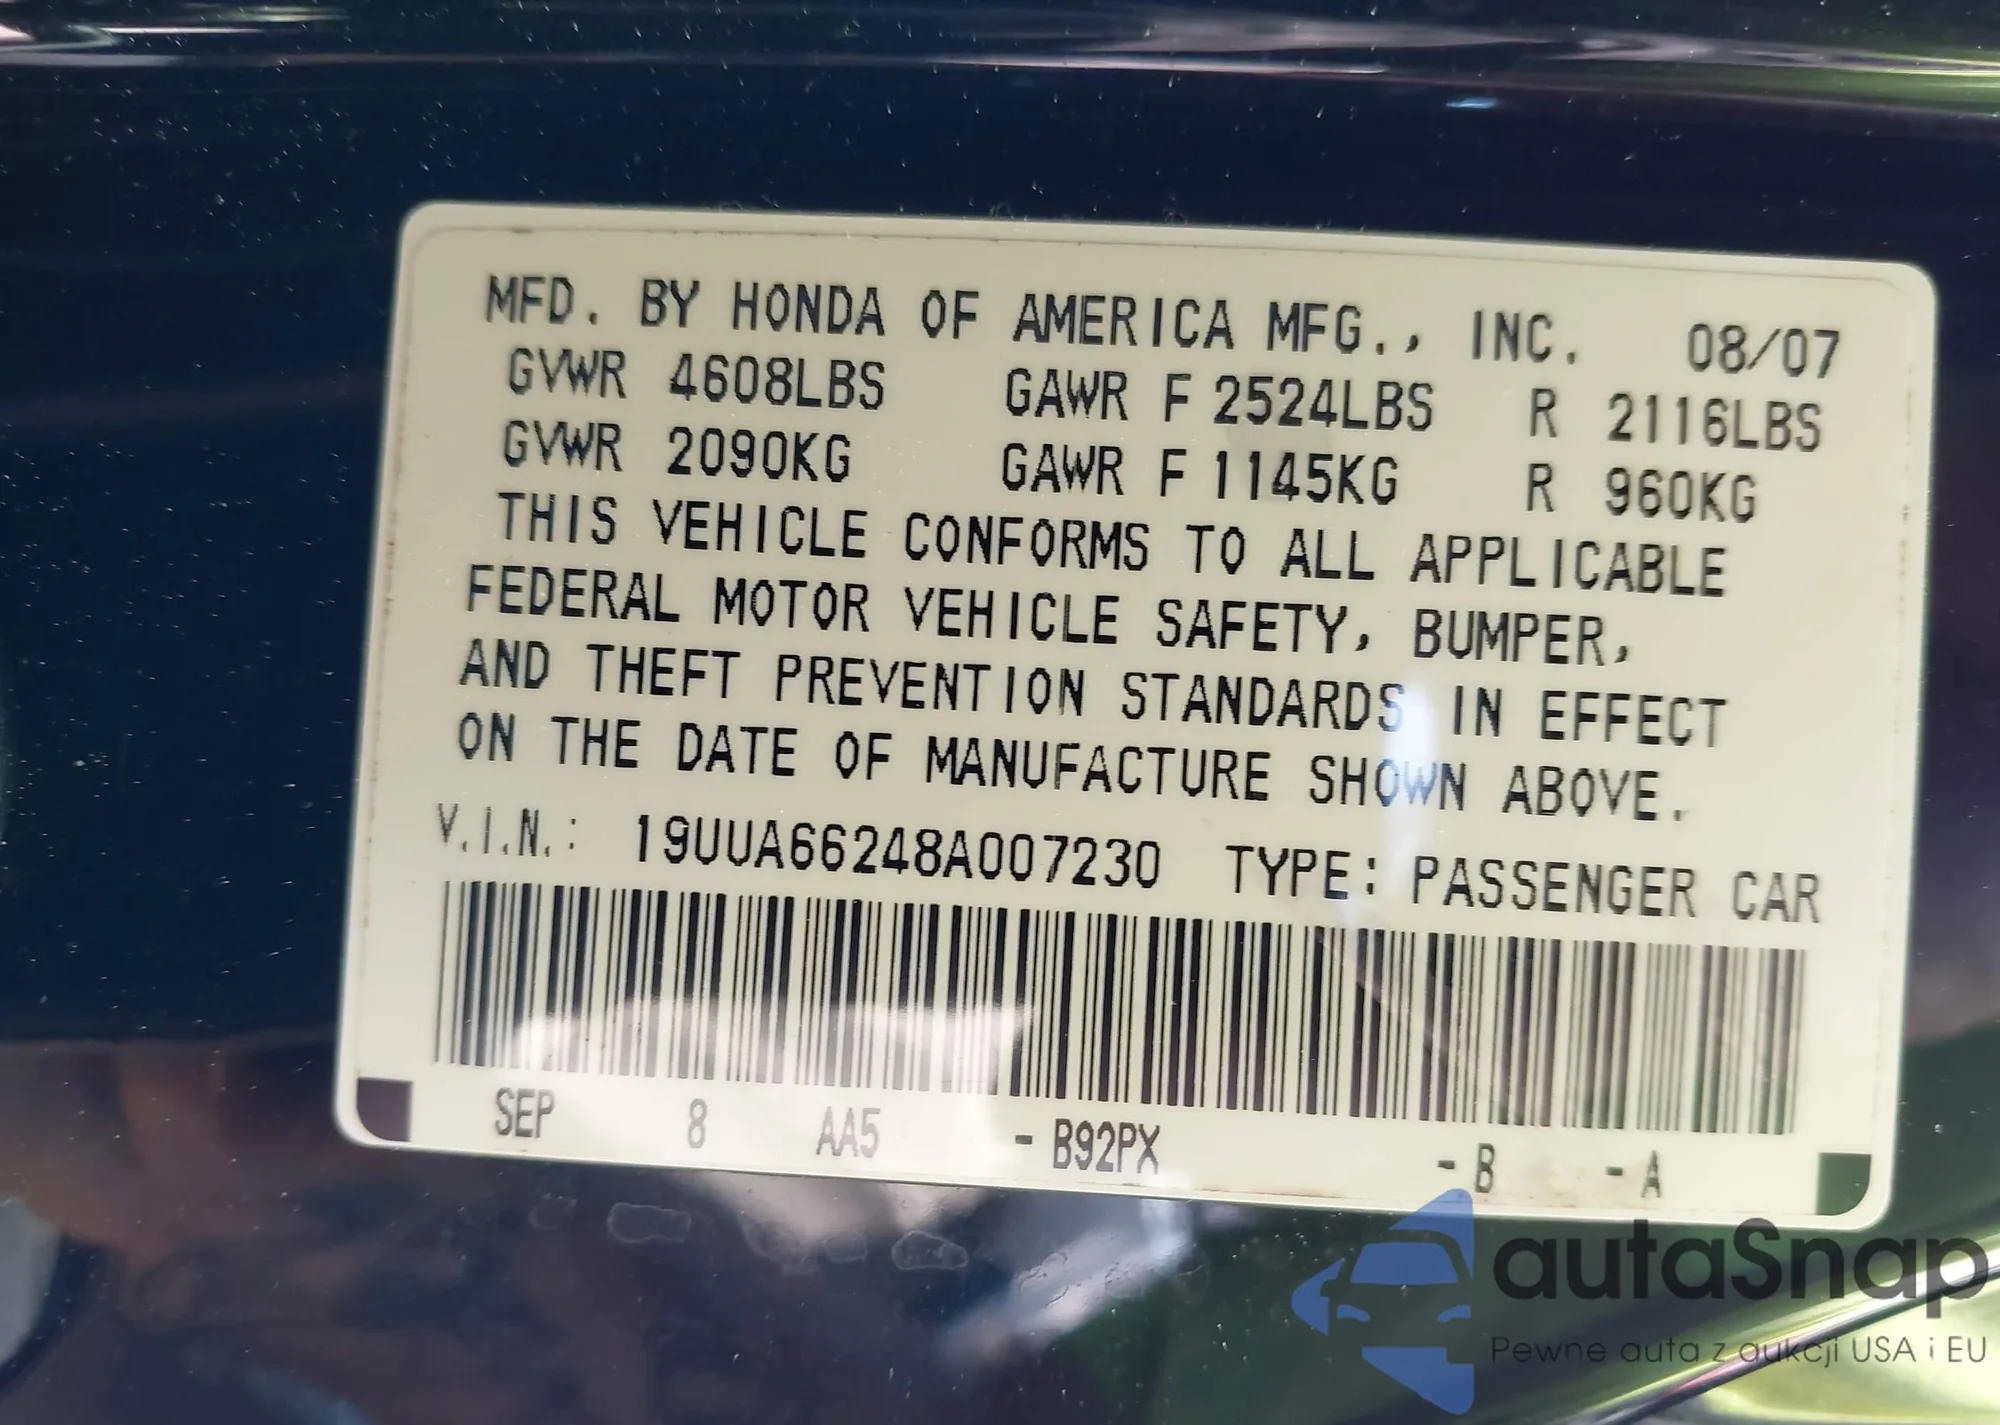 MFD. BY HONDA OF AMERICA MFG., INC. 08/07
GVWR 4608LBS GAWR F 2524LBS R 2116LBS
GVWR 2090KG GAWR F 1145KG R 960KG
THIS VEHICLE CONFORMS TO ALL APPLICABLE
FEDERAL MOTOR VEHICLE SAFETY, BUMPER,
AND THEFT PREVENTION STANDARDS IN EFFECT
ON THE DATE OF MANUFACTURE SHOWN ABOVE.
V.I.N.: 19UUA66248A007230 TYPE: PASSENGER CAR
SEP 8 AA5 - B92PX - B - A
autaSnap
Pewne auta z aukcji USA i EU